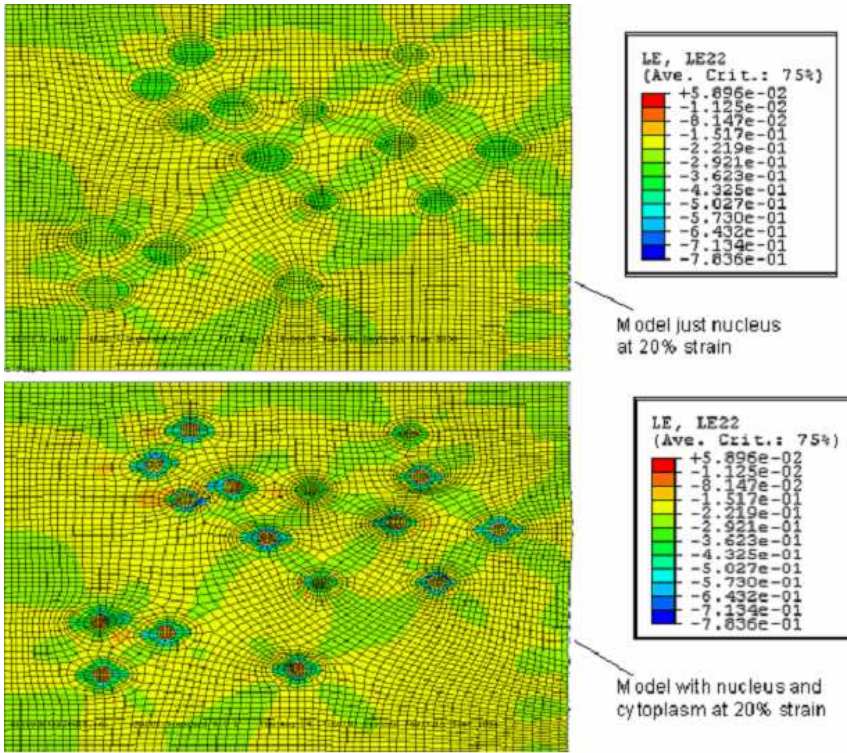 LE, LE22
(Ave. Crit.: 75%)
+5.896e-02
-1.125e-02
-8.147e-02
-1.517e-01
-2.219e-01
-2.921e-01
-3.623e-01
-4.325e-01
-5.027e-01
-5.730e-01
-6.432e-01
-7.134e-01
-7.836e-01
Model just nucleus
at 20% strain
LE, LE22
(Ave. Crit.: 75%)
+5.896e-02
-1.125e-02
-8.147e-02
-1.517e-01
-2.219e-01
-2.921e-01
-3.623e-01
-4.325e-01
-5.027e-01
-5.730e-01
-6.432e-01
-7.134e-01
-7.836e-01
Model with nucleus and
cytoplasm at 20% strain